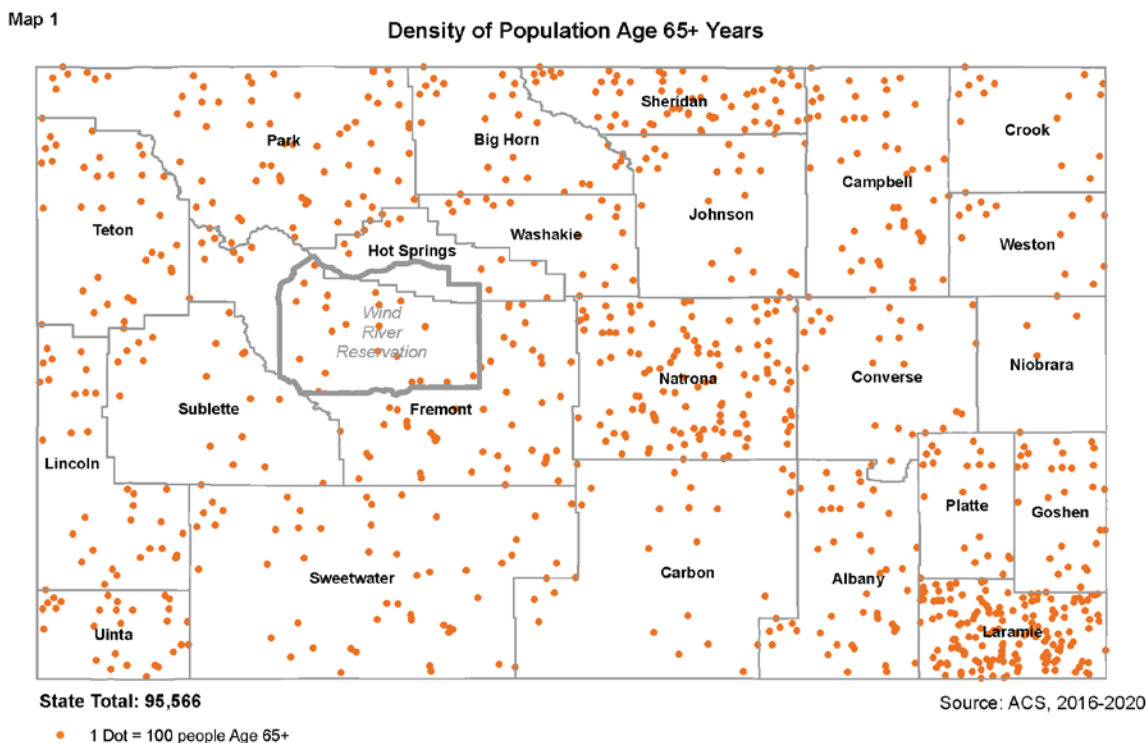 Map 1
Density of Population Age 65+ Years
Sheridan
Park
Big Horn
Crook
Campbell
Johnson
Teton
Washakie
Hot Springs
Weston
Wind
River
Reservation
Niobrara
Natrona
Converse
Sublette
Fremont
Lincoln
Platte
Goshen
Sweetwater
Carbon
Albany
Uinta
Laramie
State Total: 95,566
Source: ACS, 2016-2020
1 Dot = 100 people Age 65+